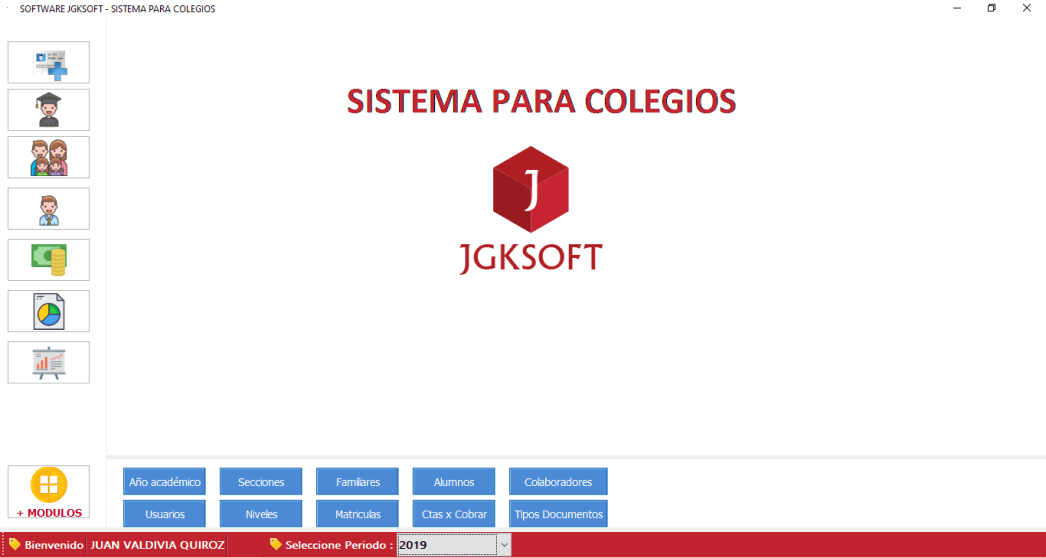 SOFTWARE JGKSOFT - SISTEMA PARA COLEGIOS
SISTEMA PARA COLEGIOS
J
JGKSOFT
+ MODULOS
Año académico Secciones Familiares Alumnos Colaboradores
Usuarios Niveles Matriculas Ctas x Cobrar Tipos Documentos
Bienvenido JUAN VALDIVIA QUIROZ Seleccione Periodo : 2019